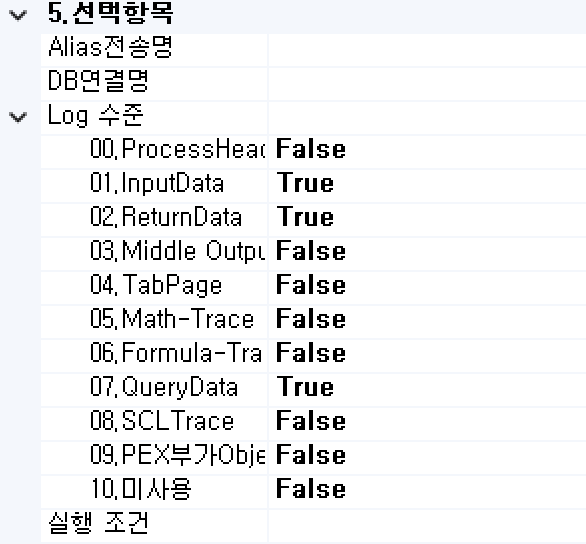 5.선택항목
Alias전송명
DB연결명
Log 수준
00.ProcessHead False
01.InputData True
02.ReturnData True
03.Middle Outpu False
04.TabPage False
05.Math-Trace False
06.Formula-Tra False
07.QueryData True
08.SCLTrace False
09.PEX부가Obje False
10.미사용 False
실행 조건